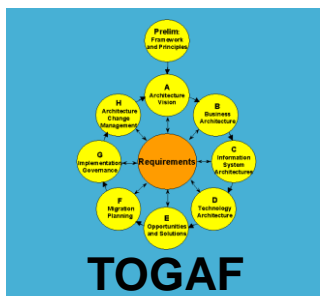 Prelim:
Framework
and Principles
A
Architecture
Vision
B
Business
Architecture
C
Information
System
Architectures
D
Technology
Architecture
E
Opportunities
and Solutions
F
Migration
Planning
G
Implementation
Governance
H
Architecture
Change
Management
Requirements
TOGAF